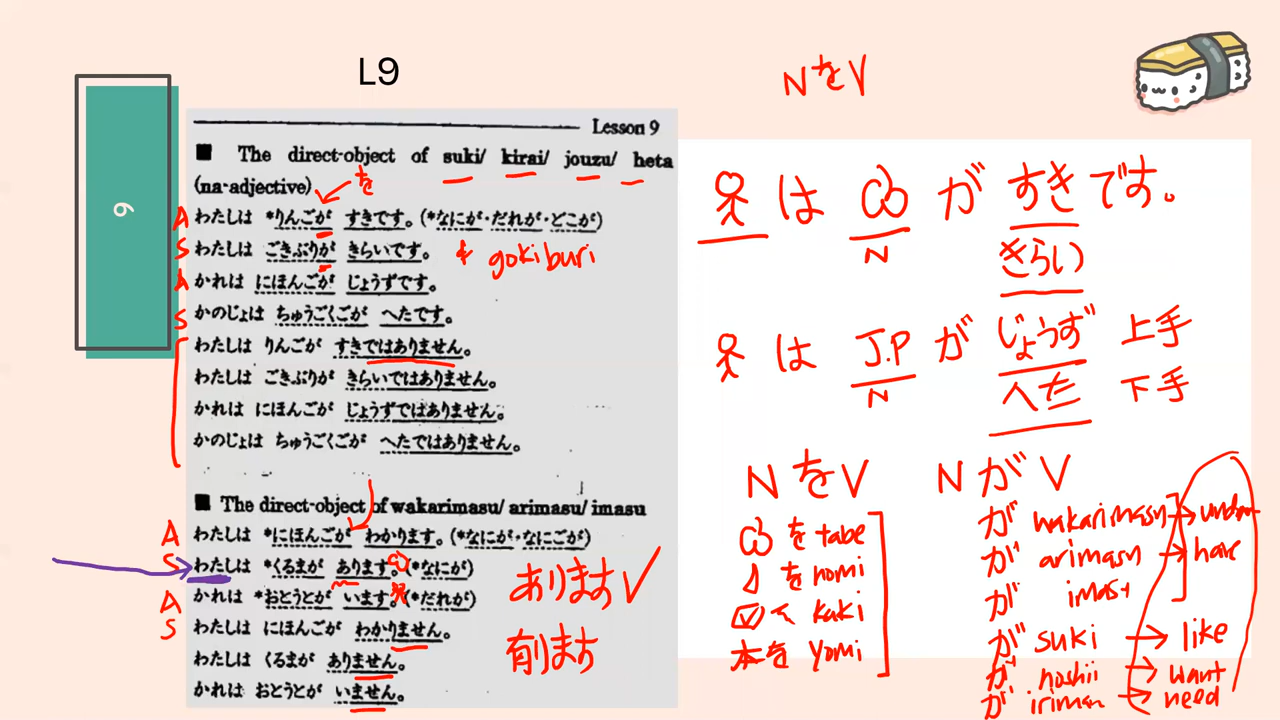 L9
NをV
6
Lesson 9
■ The direct-object of suki/ kirai/ jouzu/ heta
(na-adjective)
を
A わたしは *りんごが すきです。(*なにが・だれが・どこが)
S わたしは ごきぶりが きらいです。
gokiburi
A かれは にほんごが じょうずです。
S かのじょは ちゅうごくごが へたです。
わたしは りんごが すきではありません。
わたしは ごきぶりが きらいではありません。
かれは にほんごが じょうずではありません。
かのじょは ちゅうごくごが へたではありません。
■ The direct-object of wakarimasu/ arimasu/ imasu
A わたしは *にほんごが わかります。(*なにが・なにごが)
S わたしは *くるまが あります。(*なにが)
A かれは *おとうとが います。(*だれが)
S わたしは にほんごが わかりません。
わたしは くるまが ありません。
かれは おとうとが いません。
あります
有ります
は が すきです。
N きらい
は J.P が じょうず 上手
N へた 下手
NをV
を tabe
を nomi
kaki
本を yomi
NがV
が wakarimasu
が arimasu → have
が imasu
が suki → like
が hoshii → want
が irimasu → need